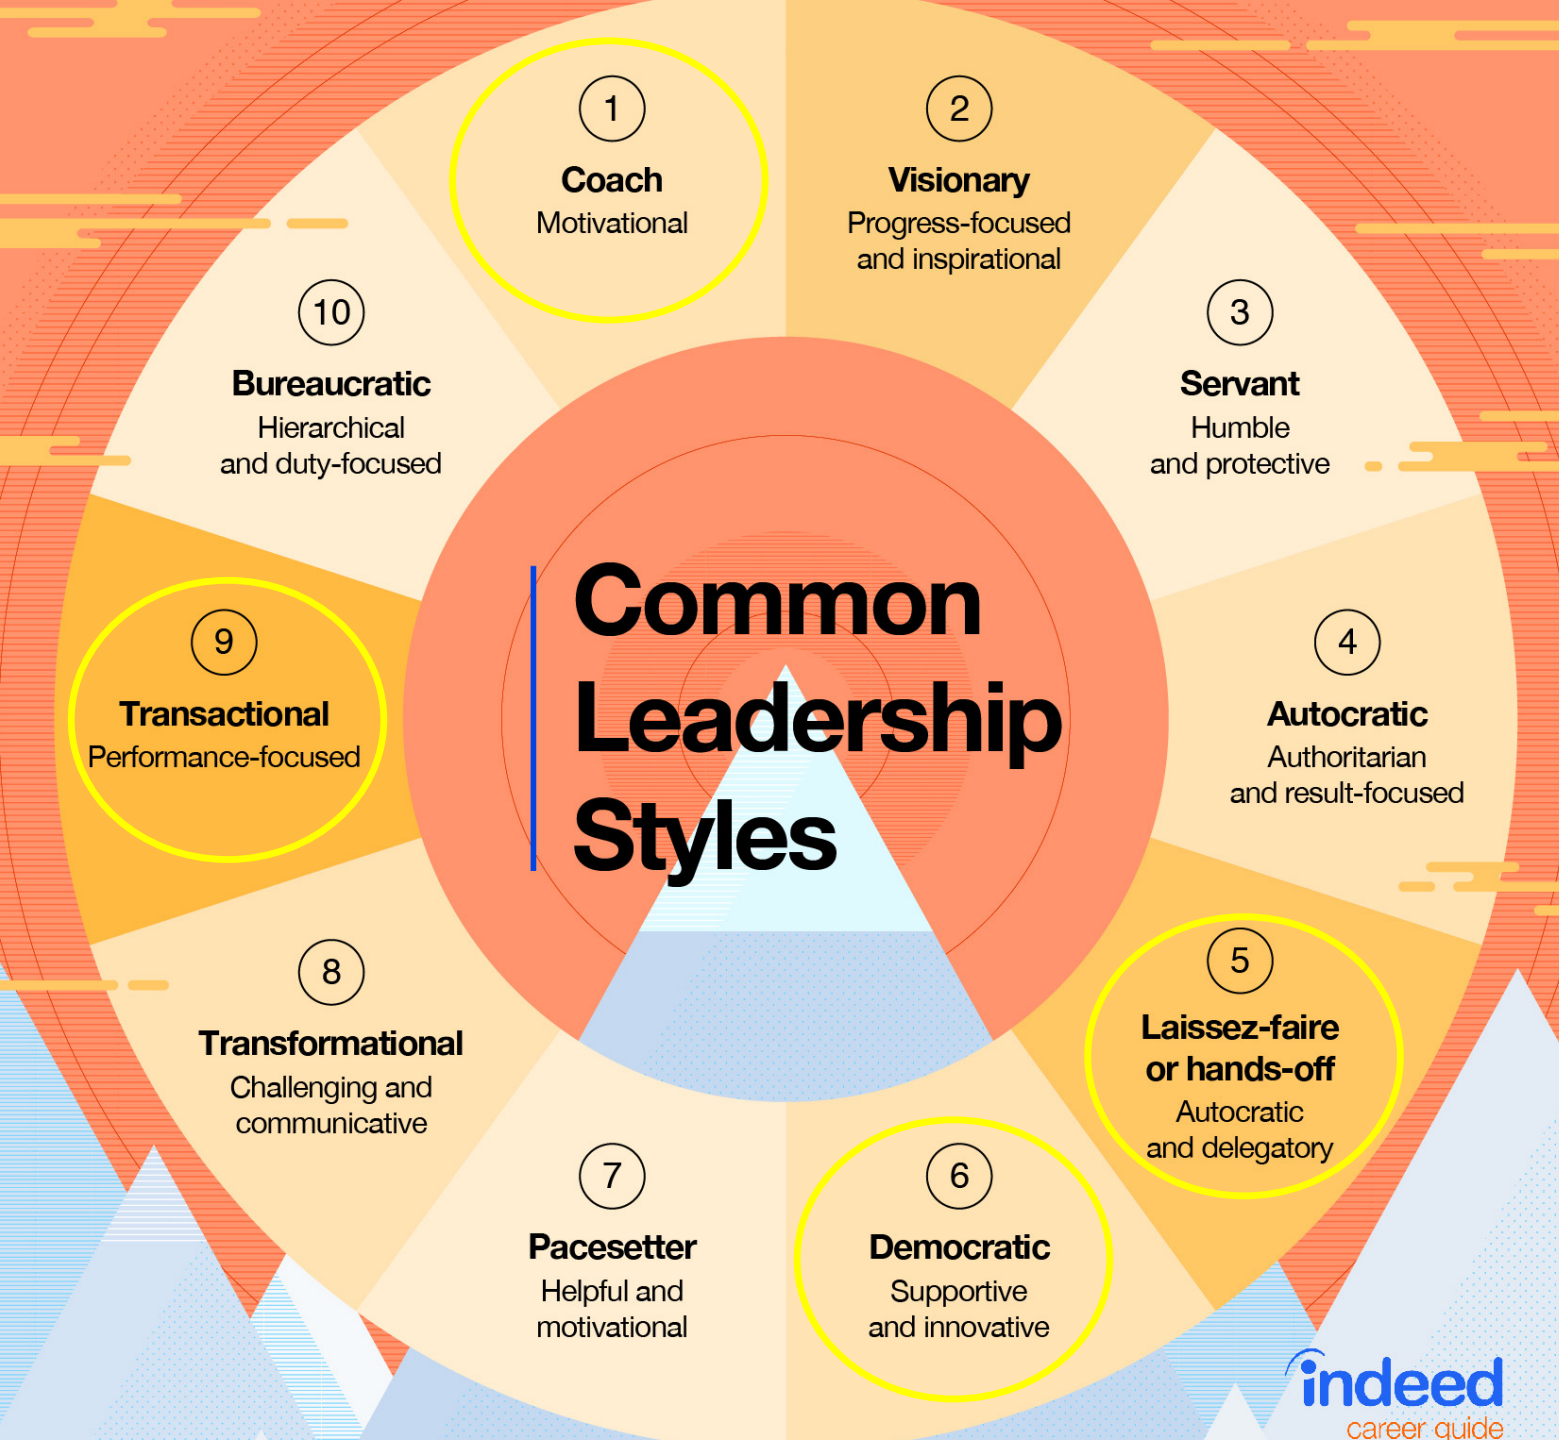 Common
Leadership
Styles
1
Coach
Motivational
2
Visionary
Progress-focused
and inspirational
3
Servant
Humble
and protective
4
Autocratic
Authoritarian
and result-focused
5
Laissez-faire
or hands-off
Autocratic
and delegatory
6
Democratic
Supportive
and innovative
7
Pacesetter
Helpful and
motivational
8
Transformational
Challenging and
communicative
9
Transactional
Performance-focused
10
Bureaucratic
Hierarchical
and duty-focused
indeed
career guide